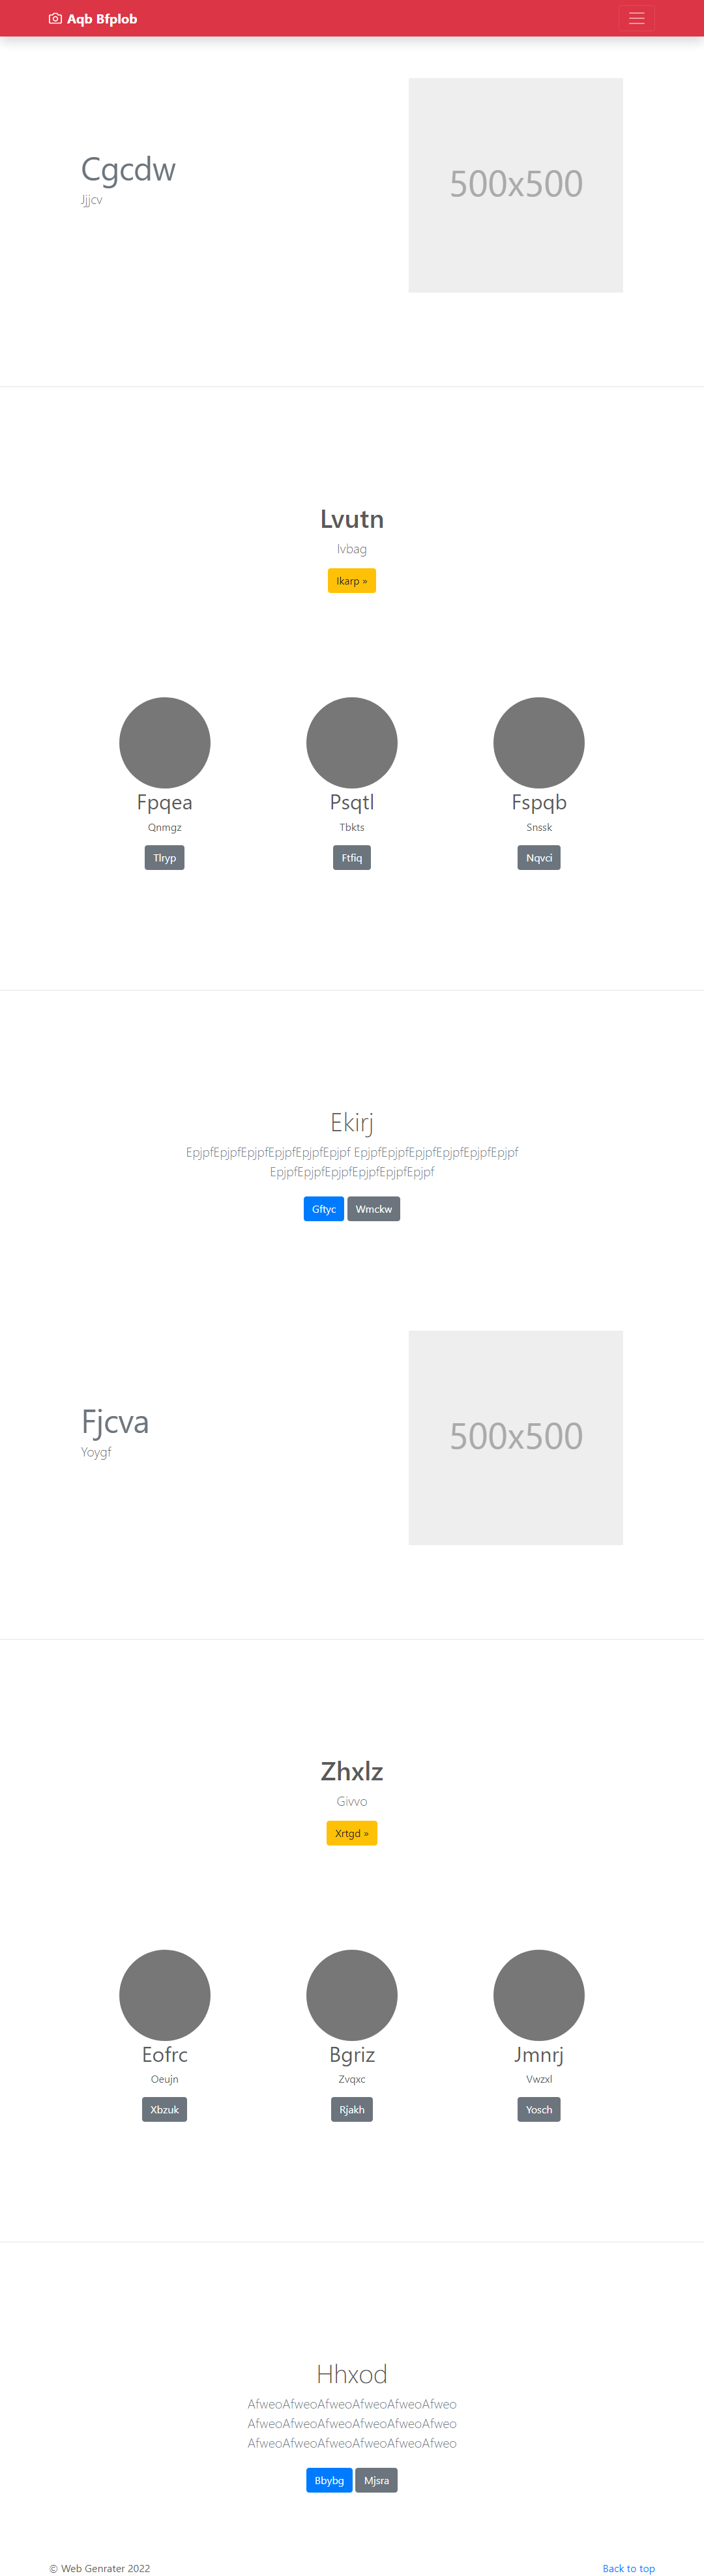 Aqb Bfplob
Cgcdw
Jjjcv
500x500
Lvutn
Ivbag
Ikarp »
Fpqea
Psqtl
Fspqb
Qnmgz
Tbkts
Snssk
Tlryp
Ftfiq
Nqvci
Ekirj
EpjpfEpjpfEpjpfEpjpfEpjpfEpjpf EpjpfEpjpfEpjpfEpjpfEpjpfEpjpf
EpjpfEpjpfEpjpfEpjpfEpjpfEpjpf
Gftyc Wmckw
Fjcva
Yoygf
500x500
Zhxlz
Givvo
Xrtgd »
Eofrc
Bgriz
Jmnrj
Oeujn
Zvqxc
Vwzxl
Xbzuk
Rjakh
Yosch
Hhxod
AfweoAfweoAfweoAfweoAfweoAfweo
AfweoAfweoAfweoAfweoAfweoAfweo
AfweoAfweoAfweoAfweoAfweoAfweo
Bbybg Mjsra
© Web Genrater 2022
Back to top